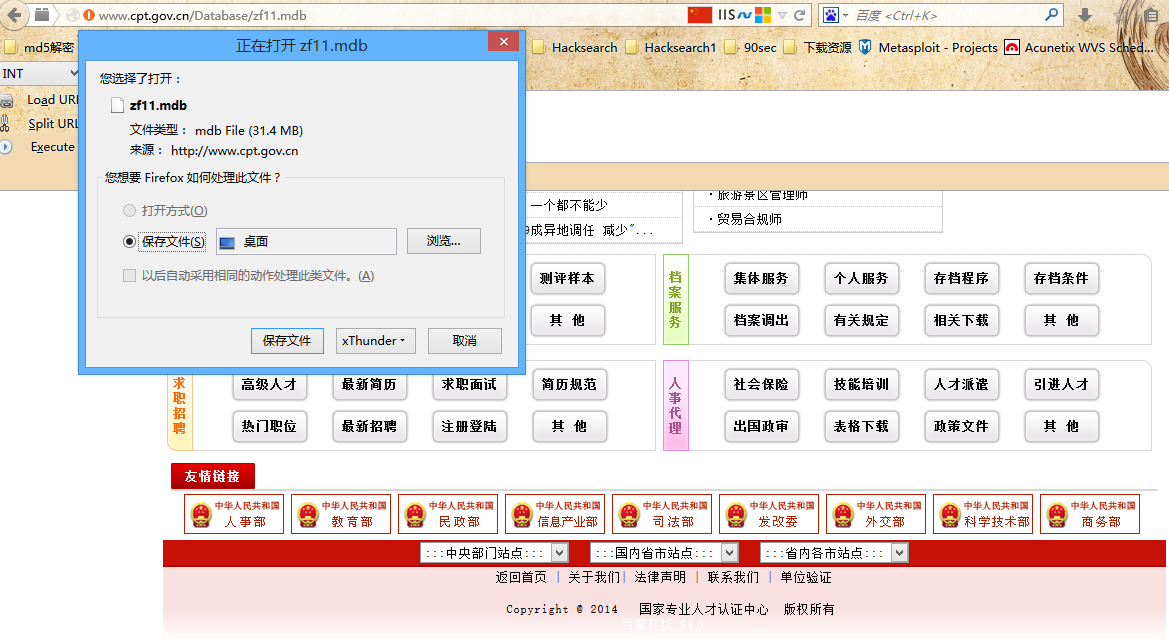 www.cpt.gov.cn/Database/zf11.mdb
IIS
百度 <Ctrl+K>
md5解密
Hacksearch
Hacksearch1
90sec
下载资源
Metasploit - Projects
Acunetix WVS Sched...
正在打开 zf11.mdb
INT
Load URL
Split URL
Execute
您选择了打开：
zf11.mdb
文件类型： mdb File (31.4 MB)
来源： http://www.cpt.gov.cn
您想要 Firefox 如何处理此文件？
打开方式(O)
保存文件(S)
桌面
浏览...
以后自动采用相同的动作处理此类文件。(A)
保存文件
xThunder
取消
一个都不能少
9成异地调任 减少"...
· 旅游景区管理师
· 贸易合规师
测评样本
其 他
档案服务
集体服务 个人服务 存档程序 存档条件
档案调出 有关规定 相关下载 其 他
求职招聘
高级人才 最新简历 求职面试 简历规范
热门职位 最新招聘 注册登陆 其 他
人事代理
社会保险 技能培训 人才派遣 引进人才
出国政审 表格下载 政策文件 其 他
友情链接
中华人民共和国
人事部
中华人民共和国
教育部
中华人民共和国
民政部
中华人民共和国
信息产业部
中华人民共和国
司法部
中华人民共和国
发改委
中华人民共和国
外交部
中华人民共和国
科学技术部
中华人民共和国
商务部
:::中央部门站点::: :::国内省市站点::: :::省内各市站点:::
返回首页 | 关于我们| 法律声明 | 联系我们 | 单位验证
Copyright @ 2014 国家专业人才认证中心 版权所有
当前在线 94人